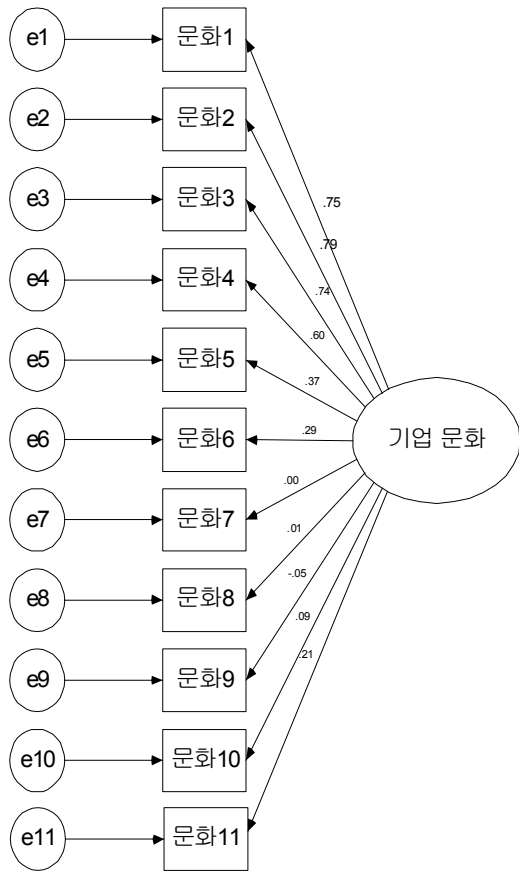 e1 문화1
e2 문화2
e3 문화3
.75
.79
e4 문화4
.74
.60
e5 문화5
.37
e6 문화6 .29 기업 문화
.00
e7 문화7
.01
e8 문화8
-.05
.09
e9 문화9
.21
e10 문화10
e11 문화11